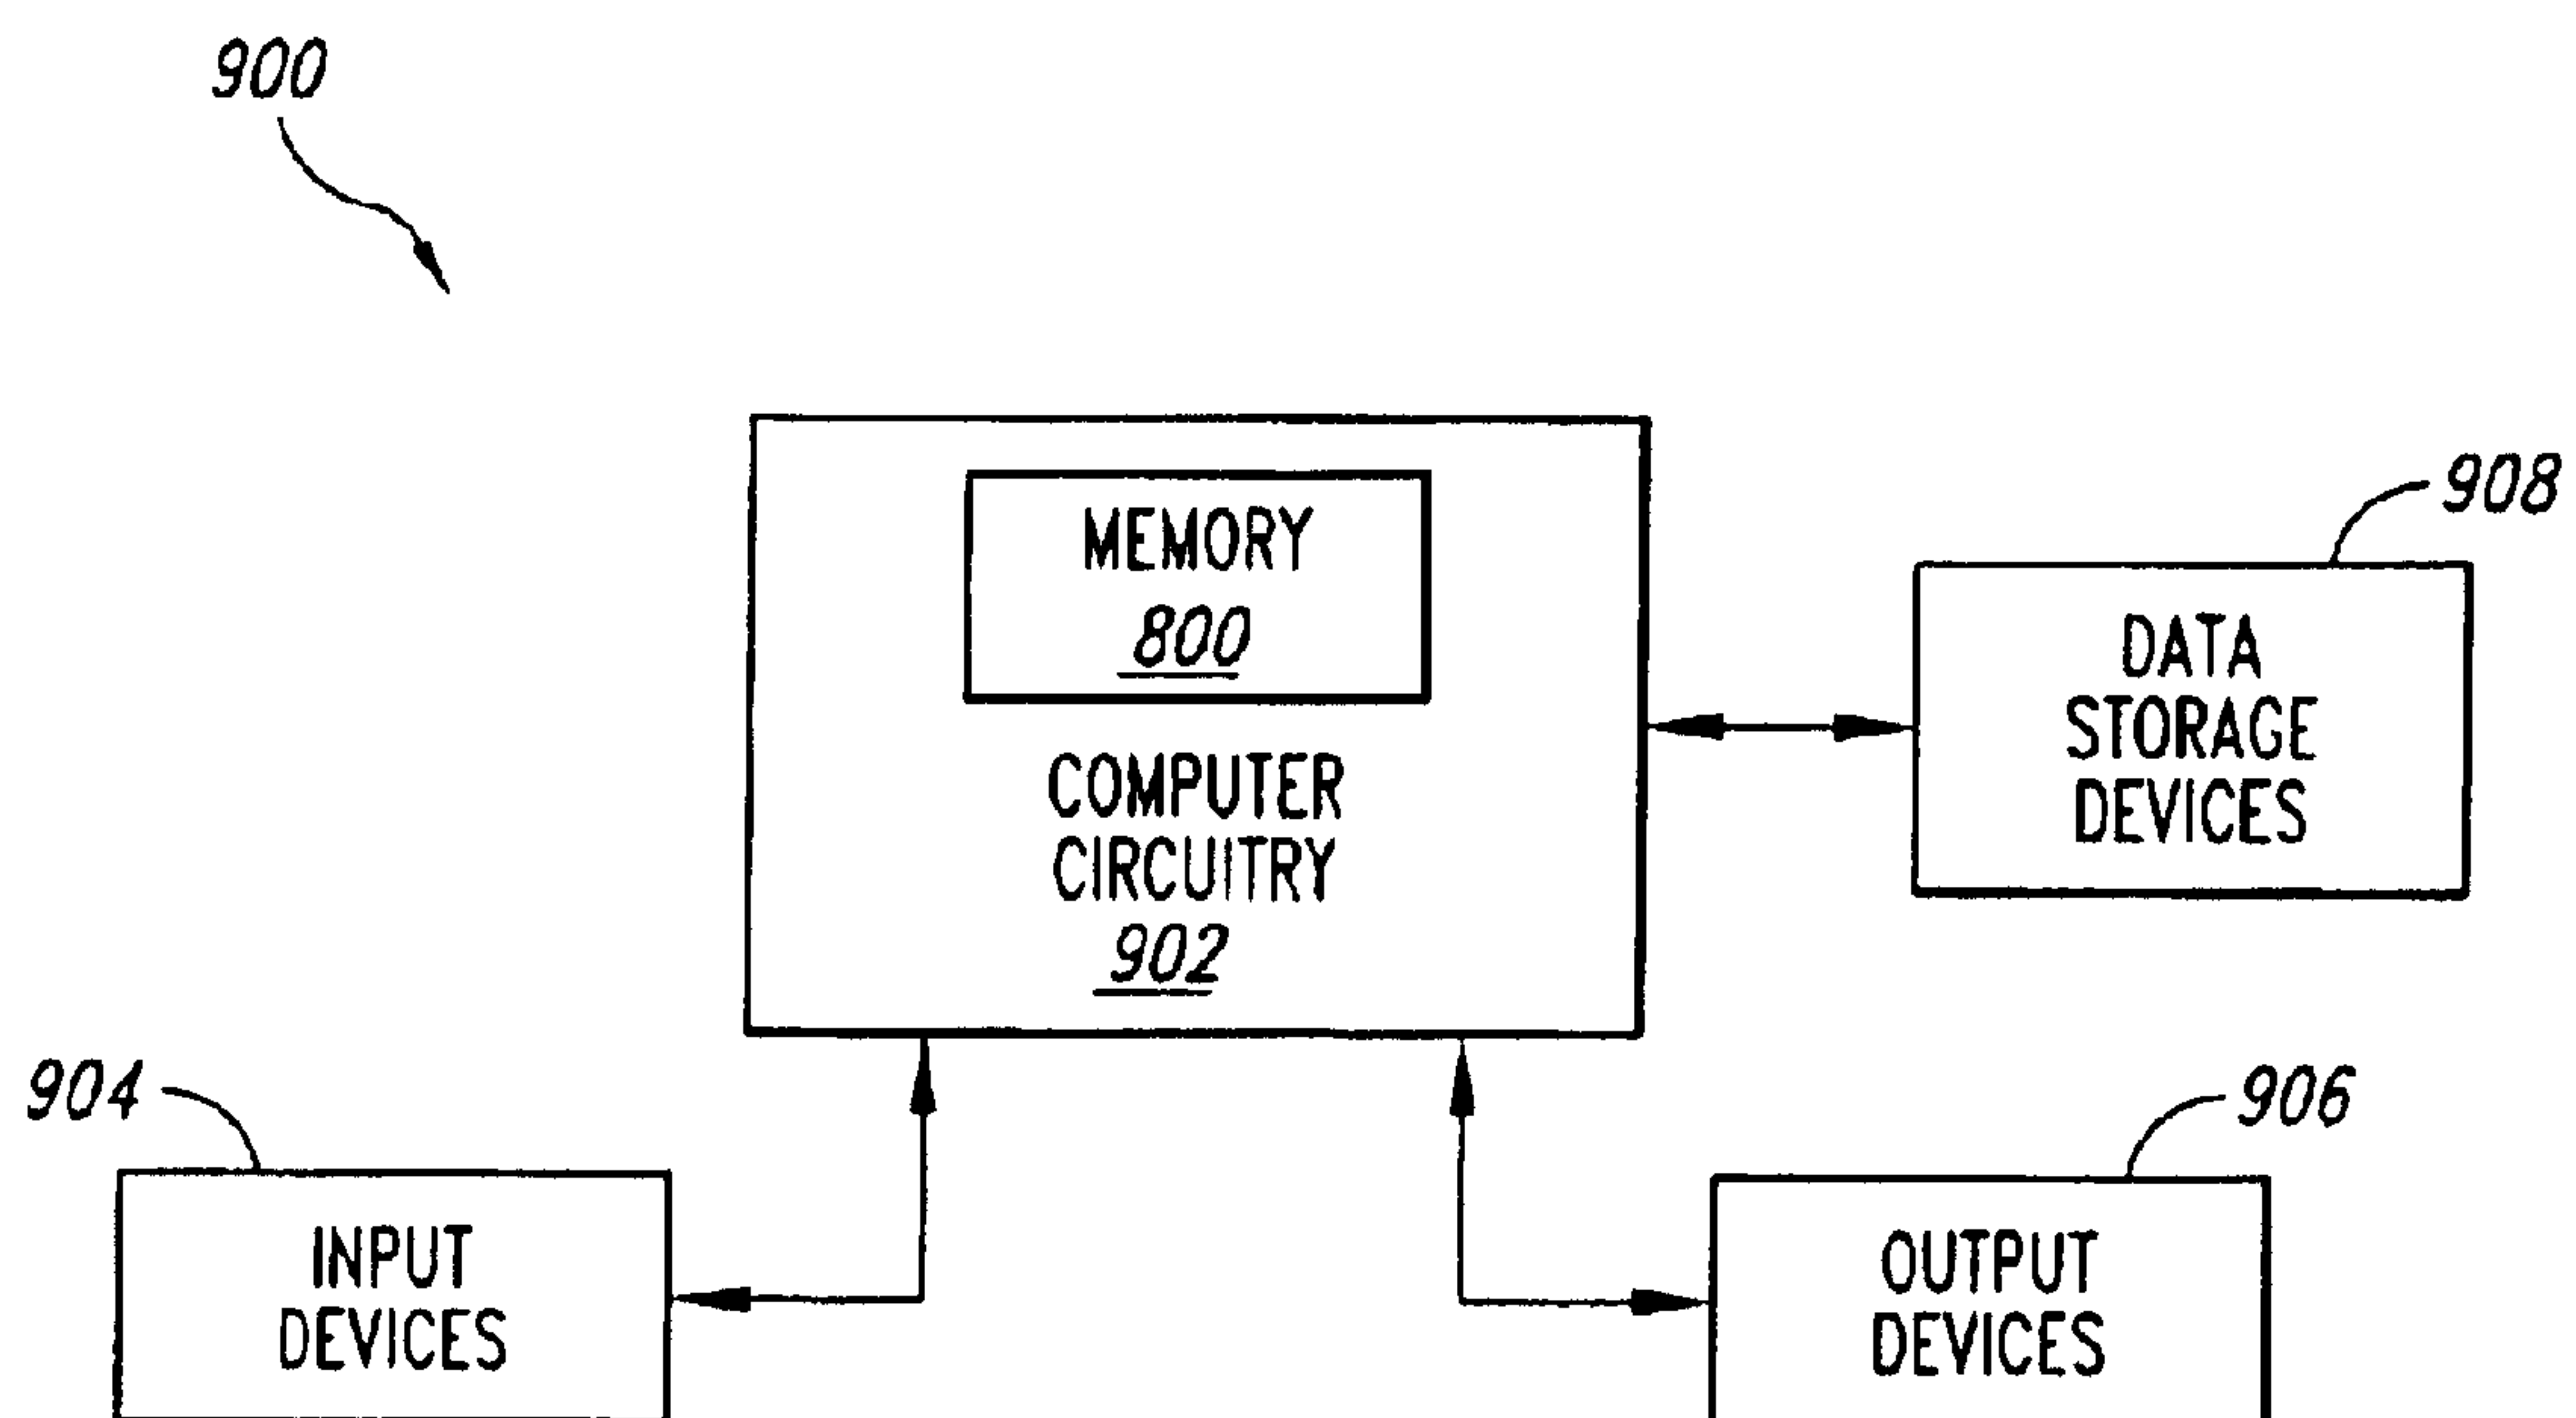 900
MEMORY
800
COMPUTER
CIRCUITRY
902
908
DATA
STORAGE
DEVICES
904
INPUT
DEVICES
906
OUTPUT
DEVICES